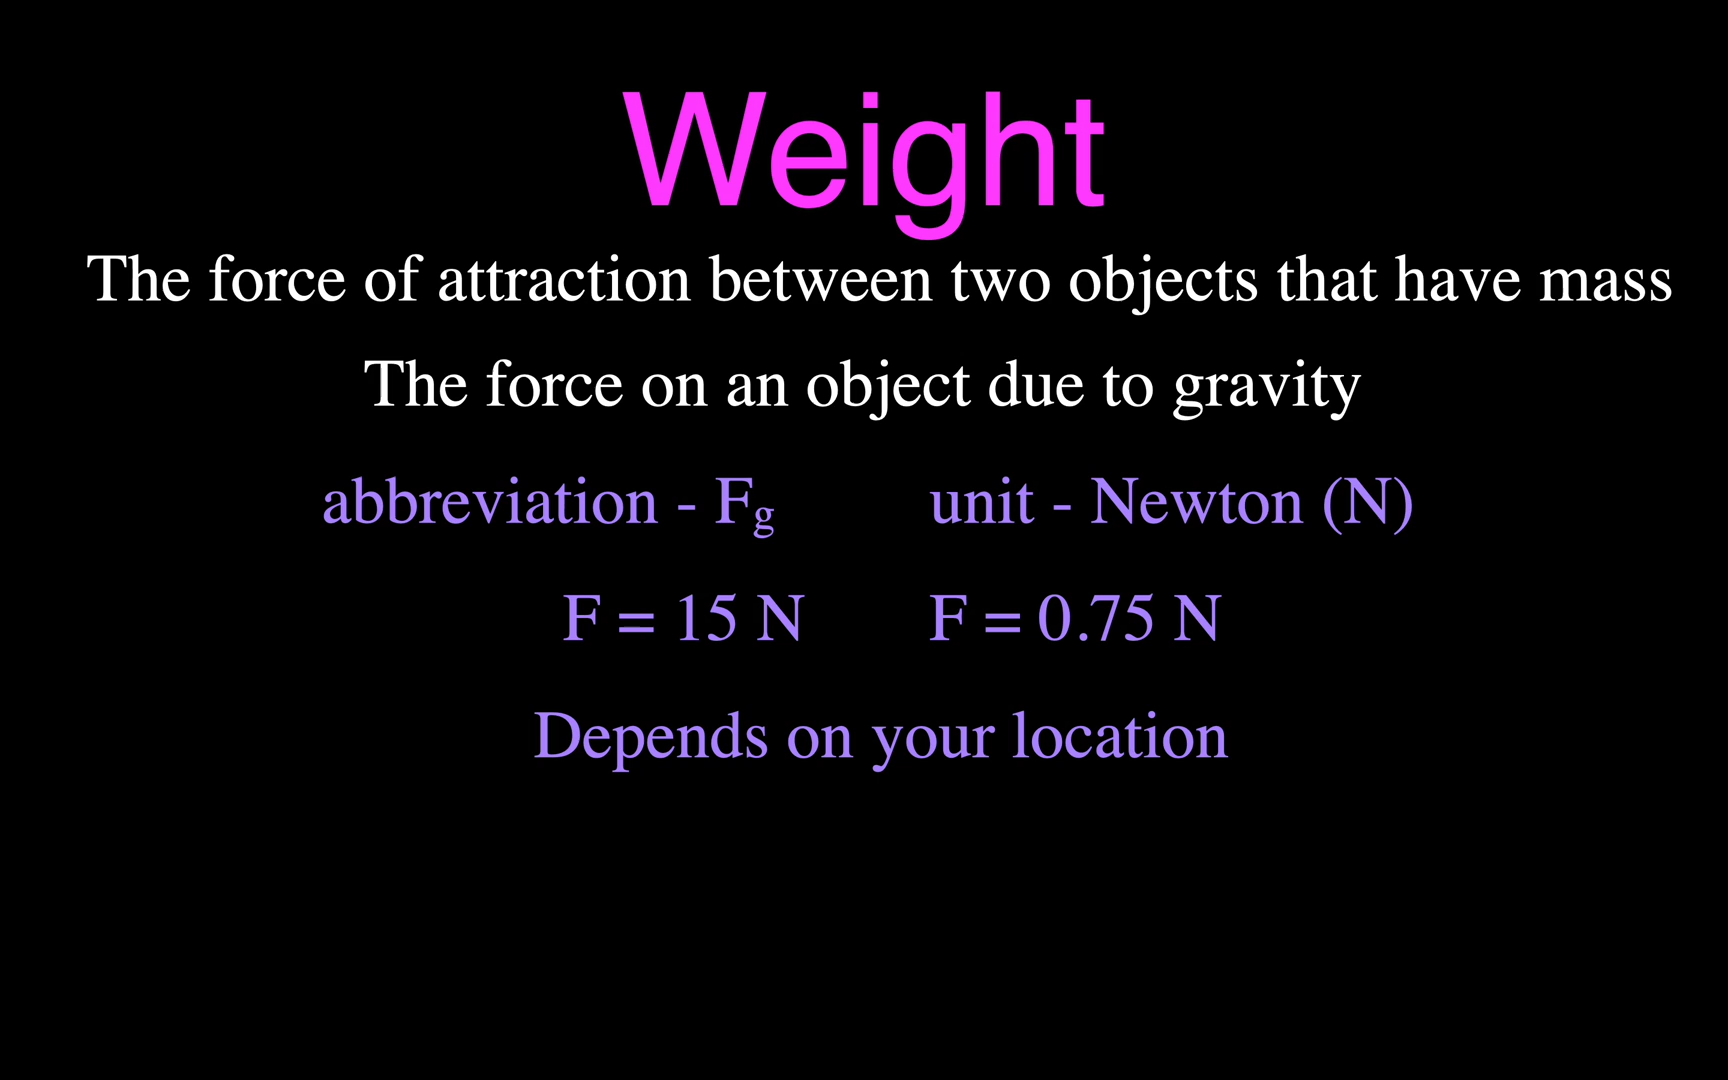 Weight
The force of attraction between two objects that have mass
The force on an object due to gravity
abbreviation - Fg unit - Newton (N)
F = 15 N F = 0.75 N
Depends on your location